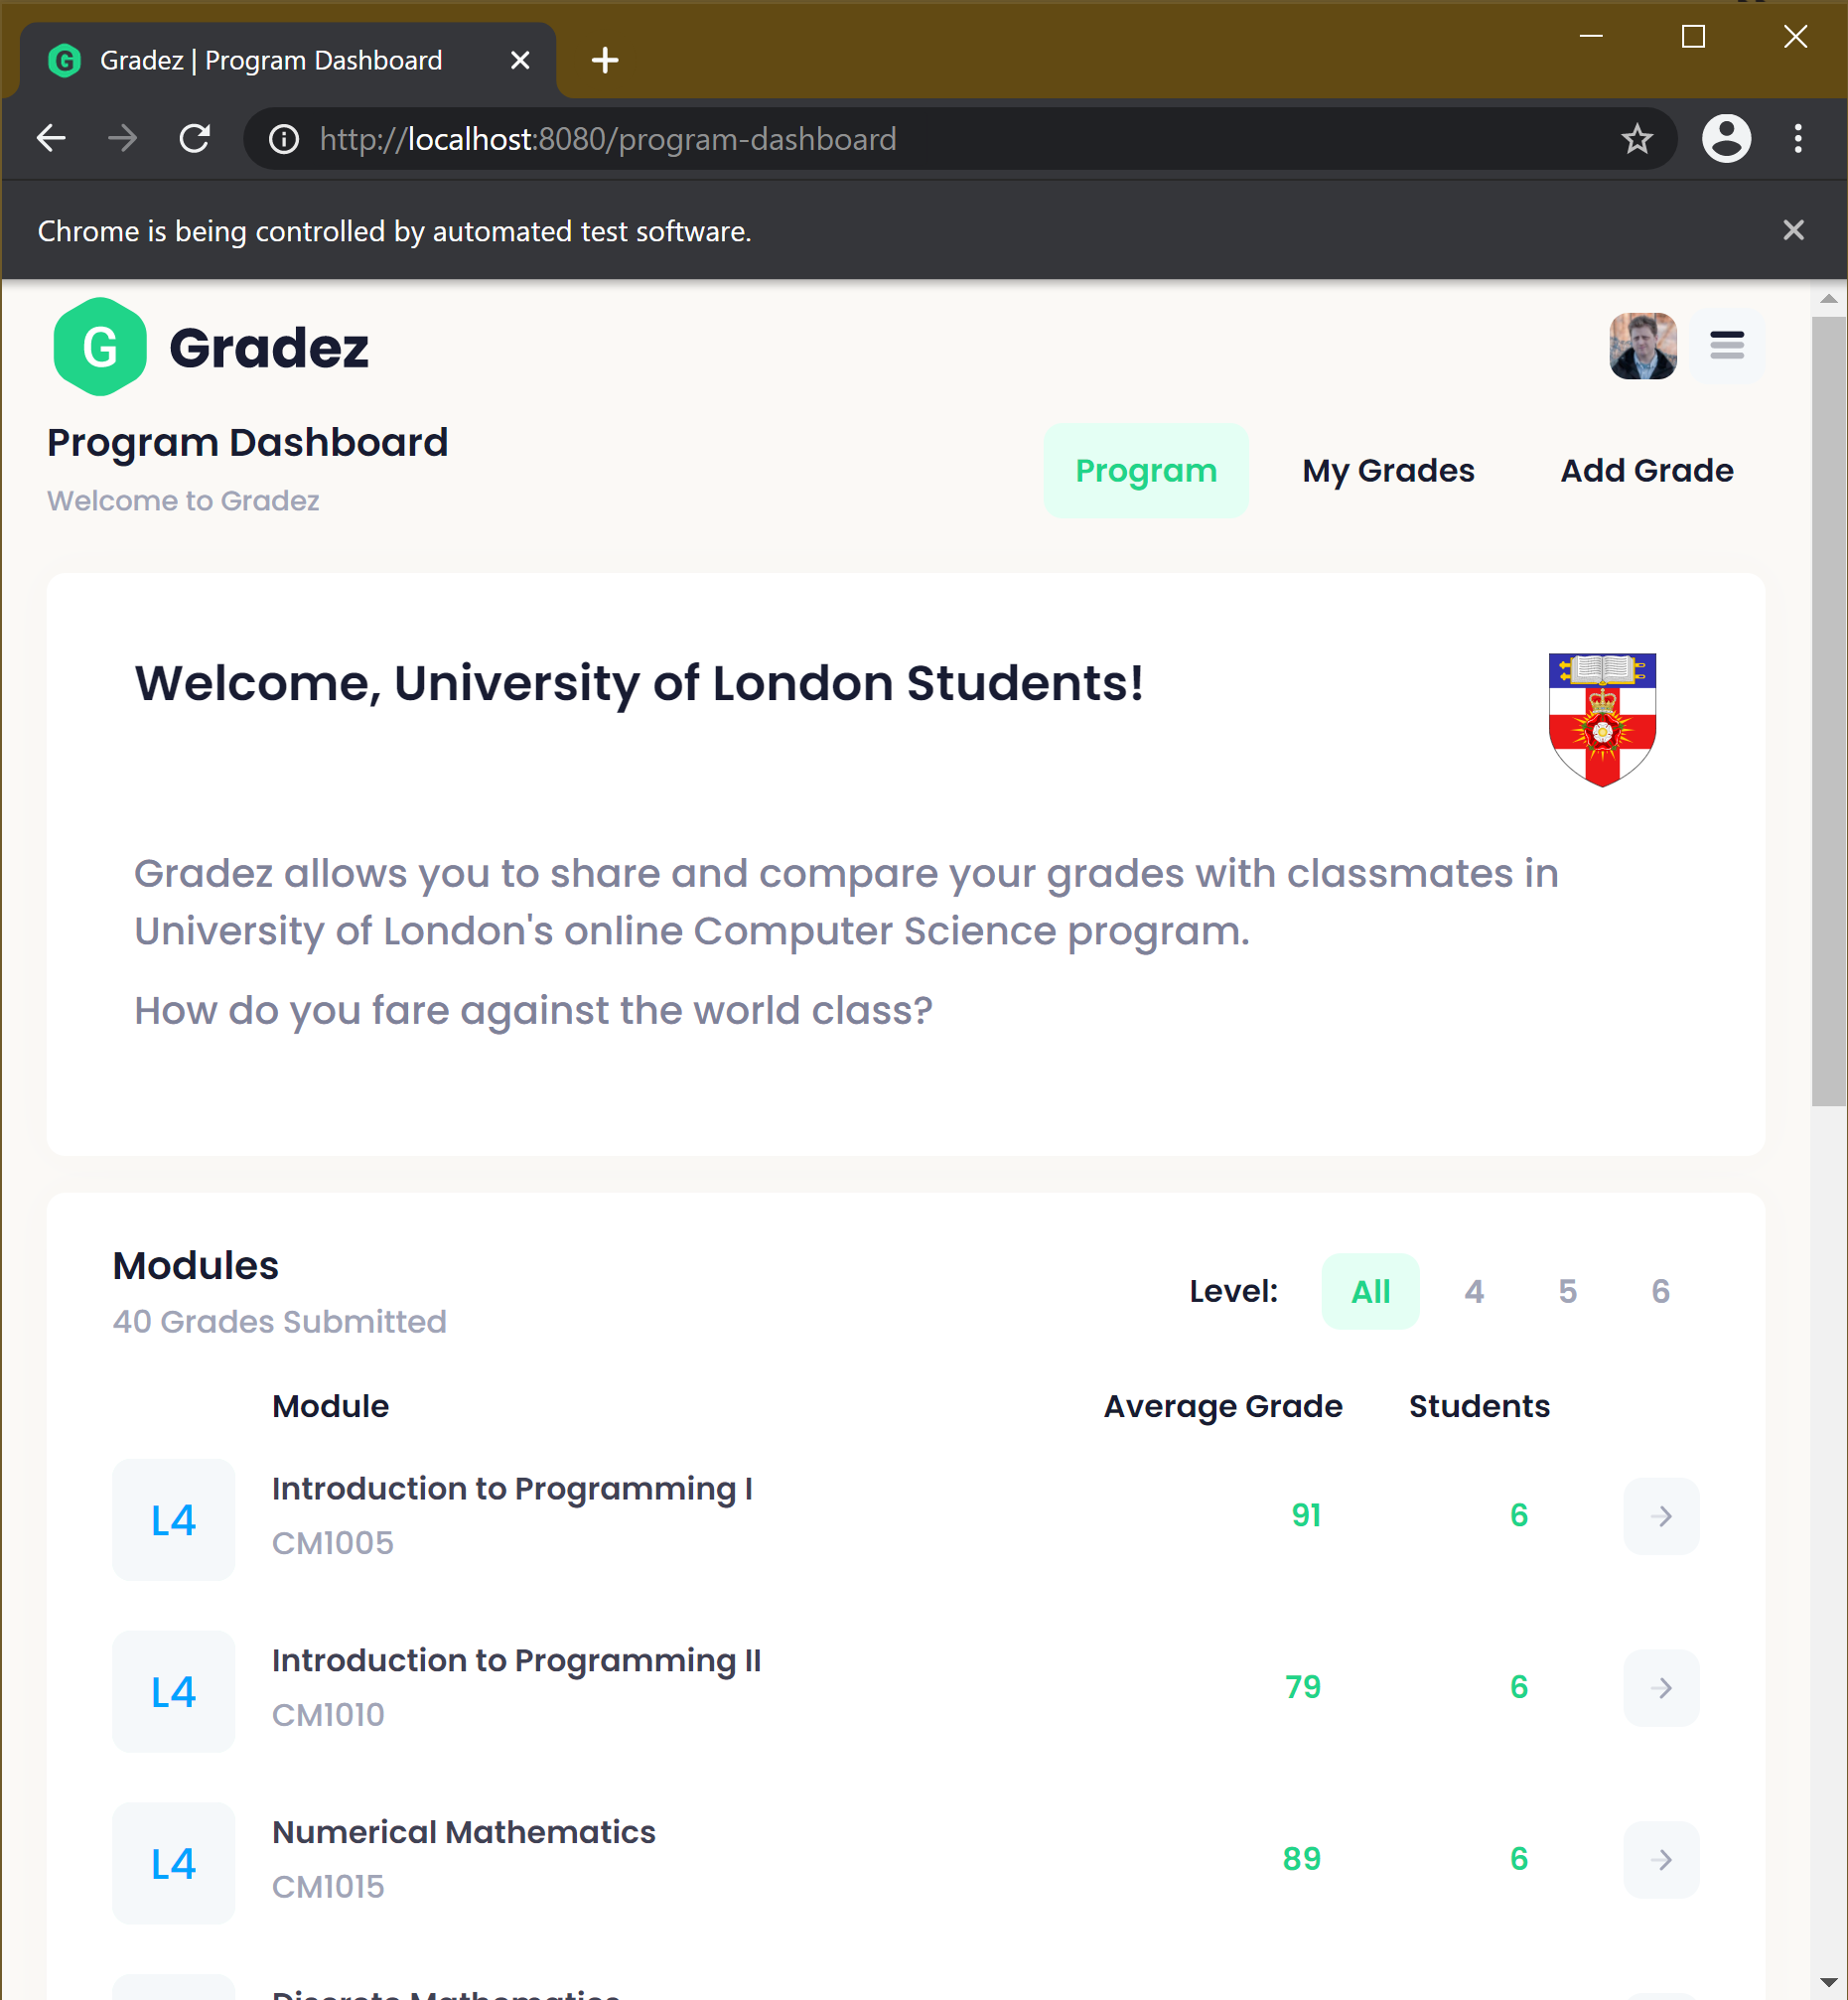 Gradez | Program Dashboard
http://localhost:8080/program-dashboard
Chrome is being controlled by automated test software.
G Gradez
Program Dashboard
Welcome to Gradez
Program My Grades Add Grade
Welcome, University of London Students!
Gradez allows you to share and compare your grades with classmates in
University of London's online Computer Science program.
How do you fare against the world class?
Modules
40 Grades Submitted
Level: All 4 5 6
Module Average Grade Students
L4 Introduction to Programming I 91 6
CM1005
L4 Introduction to Programming II 79 6
CM1010
L4 Numerical Mathematics 89 6
CM1015
Discrete Mathematics